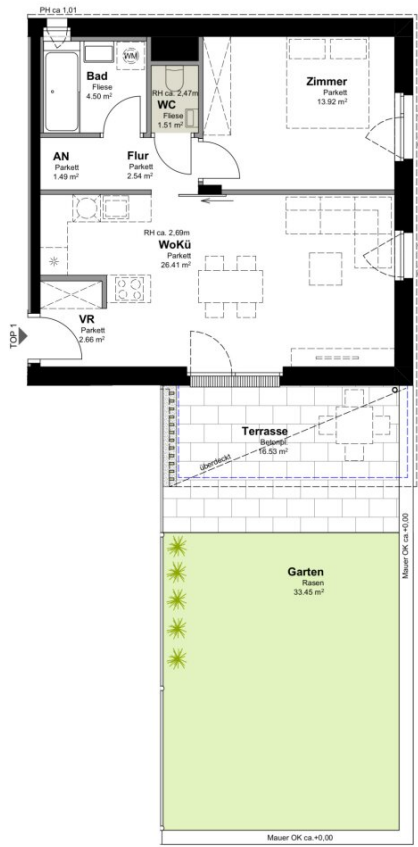 PH ca 1,01
WM
Bad
Fliese
4.50 m²
RH ca. 2,47m
WC
Fliese
1.51 m²
Zimmer
Parkett
13.92 m²
AN
Parkett
1.49 m²
Flur
Parkett
2.54 m²
RH ca. 2,69m
WoKü
Parkett
26.41 m²
VR
Parkett
2.66 m²
TOP 1
Terrasse
Betonpl.
16.53 m²
überdeckt
Mauer OK ca.+0,00
Garten
Rasen
33.45 m²
Mauer OK ca.+0,00